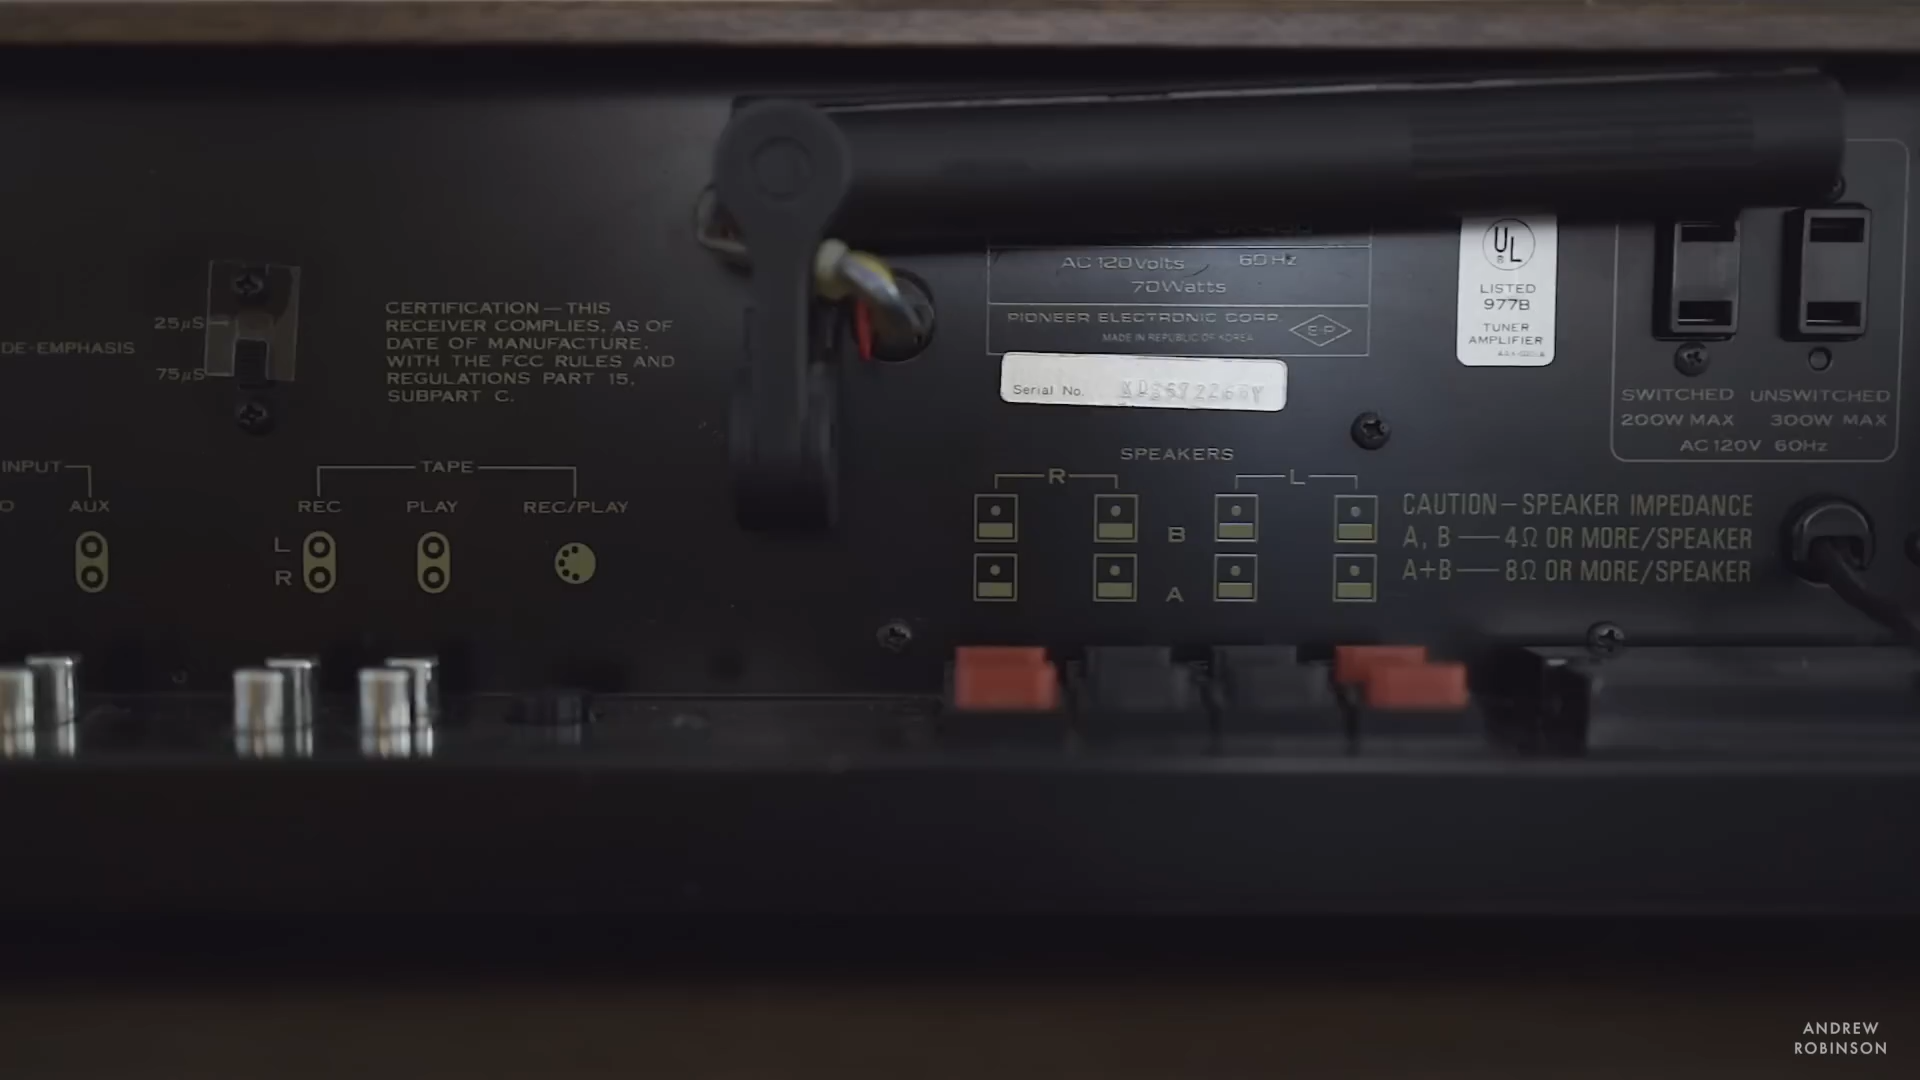 25µS
DE-EMPHASIS
75µS
CERTIFICATION — THIS
RECEIVER COMPLIES, AS OF
DATE OF MANUFACTURE,
WITH THE FCC RULES AND
REGULATIONS PART 15,
SUBPART C.
INPUT
AUX
TAPE
REC
PLAY
REC/PLAY
L
R
AC 120Volts 60Hz
70Watts
PIONEER ELECTRONIC CORP.
MADE IN REPUBLIC OF KOREA
E-P
Serial No.
SPEAKERS
R
L
B
A
CAUTION – SPEAKER IMPEDANCE
A, B — 4Ω OR MORE/SPEAKER
A+B — 8Ω OR MORE/SPEAKER
UL
®
LISTED
977B
TUNER
AMPLIFIER
SWITCHED UNSWITCHED
200W MAX 300W MAX
AC 120V 60Hz
ANDREW
ROBINSON